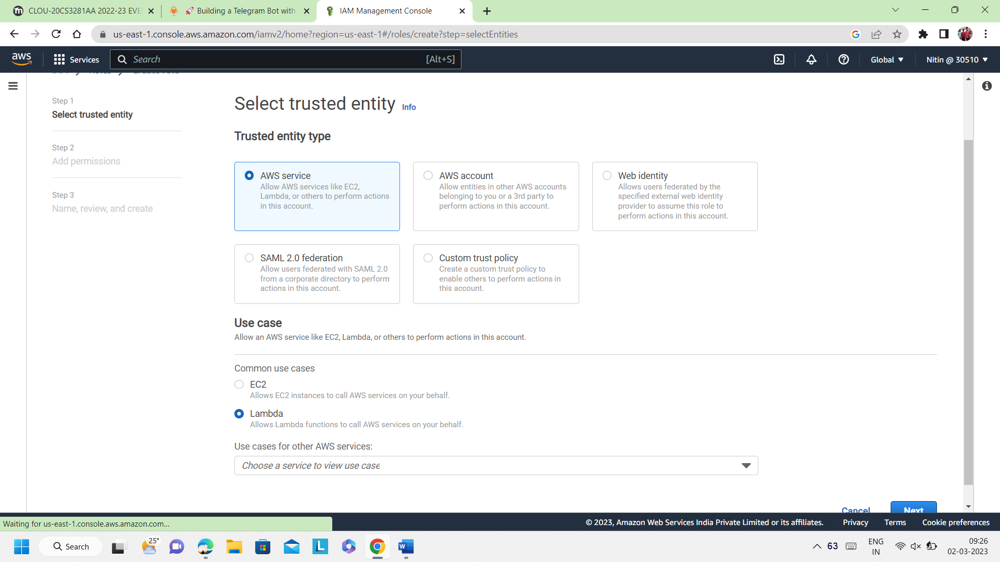 CLOU-20CS3281AA 2022-23 EVE
🚀 Building a Telegram Bot with
IAM Management Console
us-east-1.console.aws.amazon.com/iamv2/home?region=us-east-1#/roles/create?step=selectEntities
aws
Services
Search
[Alt+S]
Global
Nitin @ 30510
Step 1
Select trusted entity
Step 2
Add permissions
Step 3
Name, review, and create
Select trusted entity Info
Trusted entity type
AWS service
Allow AWS services like EC2,
Lambda, or others to perform actions
in this account.
AWS account
Allow entities in other AWS accounts
belonging to you or a 3rd party to
perform actions in this account.
Web identity
Allows users federated by the
specified external web identity
provider to assume this role to
perform actions in this account.
SAML 2.0 federation
Allow users federated with SAML 2.0
from a corporate directory to perform
actions in this account.
Custom trust policy
Create a custom trust policy to
enable others to perform actions in
this account.
Use case
Allow an AWS service like EC2, Lambda, or others to perform actions in this account.
Common use cases
EC2
Allows EC2 instances to call AWS services on your behalf.
Lambda
Allows Lambda functions to call AWS services on your behalf.
Use cases for other AWS services:
Choose a service to view use case
Cancel
Next
Waiting for us-east-1.console.aws.amazon.com...
© 2023, Amazon Web Services India Private Limited or its affiliates.
Privacy
Terms
Cookie preferences
Search
25°
63
ENG
IN
09:26
02-03-2023